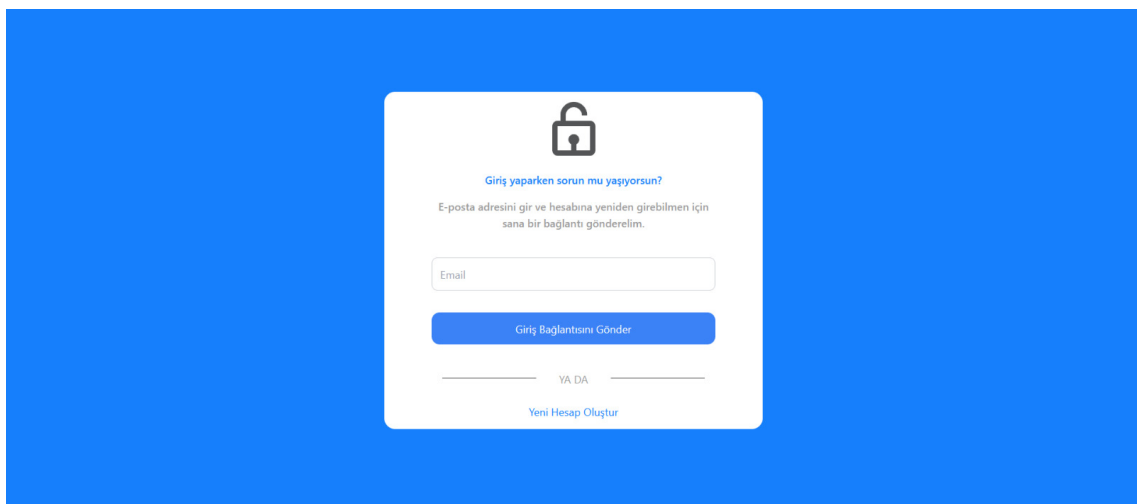 Giriş yaparken sorun mu yaşıyorsun?
E-posta adresini gir ve hesabına yeniden girebilmen için
sana bir bağlantı gönderelim.
Email
Giriş Bağlantısını Gönder
YA DA
Yeni Hesap Oluştur